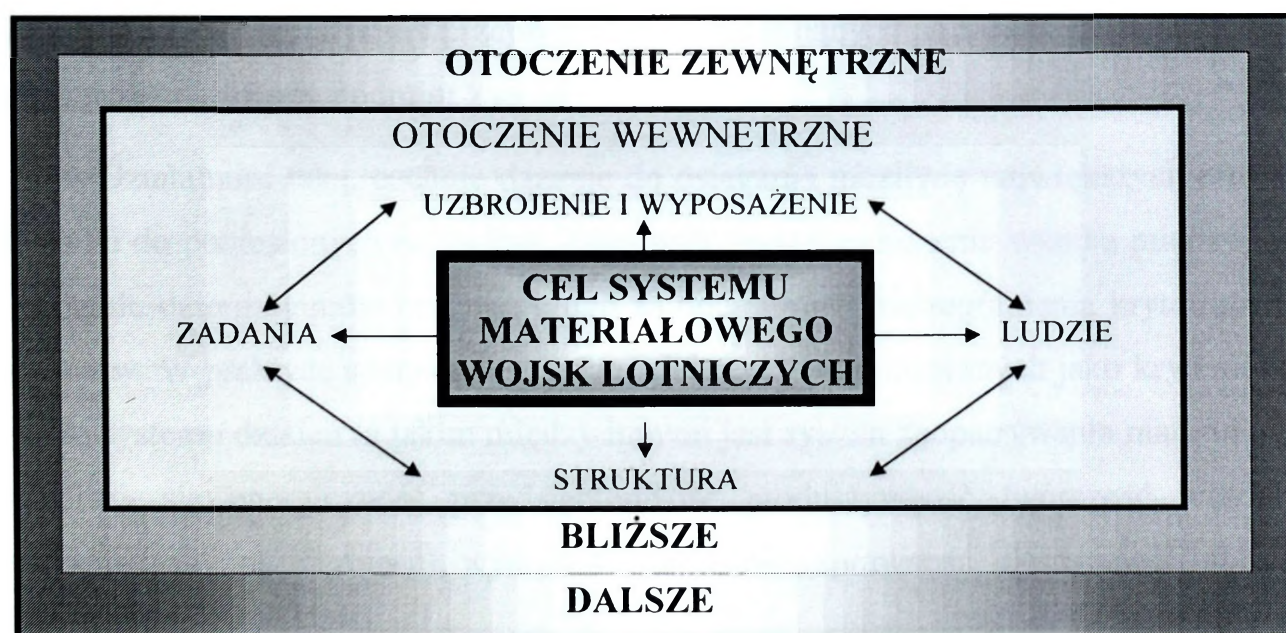 OTOCZENIE ZEWNĘTRZNE
OTOCZENIE WEWNETRZNE
UZBROJENIE I WYPOSAŻENIE
CEL SYSTEMU
MATERIAŁOWEGO
WOJSK LOTNICZYCH
ZADANIA
LUDZIE
STRUKTURA
BLIŻSZE
DALSZE